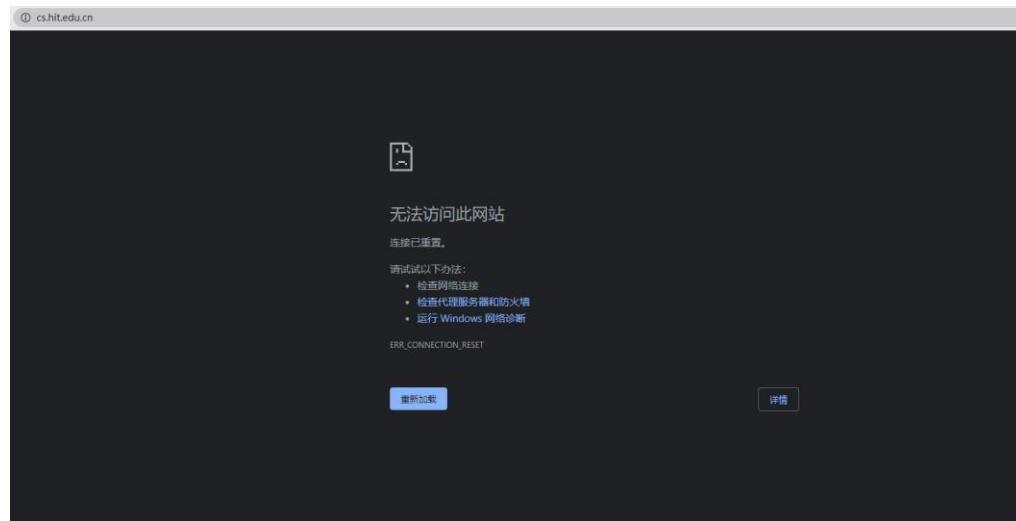 cs.hit.edu.cn
无法访问此网站
连接已重置。
请试试以下办法：
• 检查网络连接
• 检查代理服务器和防火墙
• 运行 Windows 网络诊断
ERR_CONNECTION_RESET
重新加载 详情